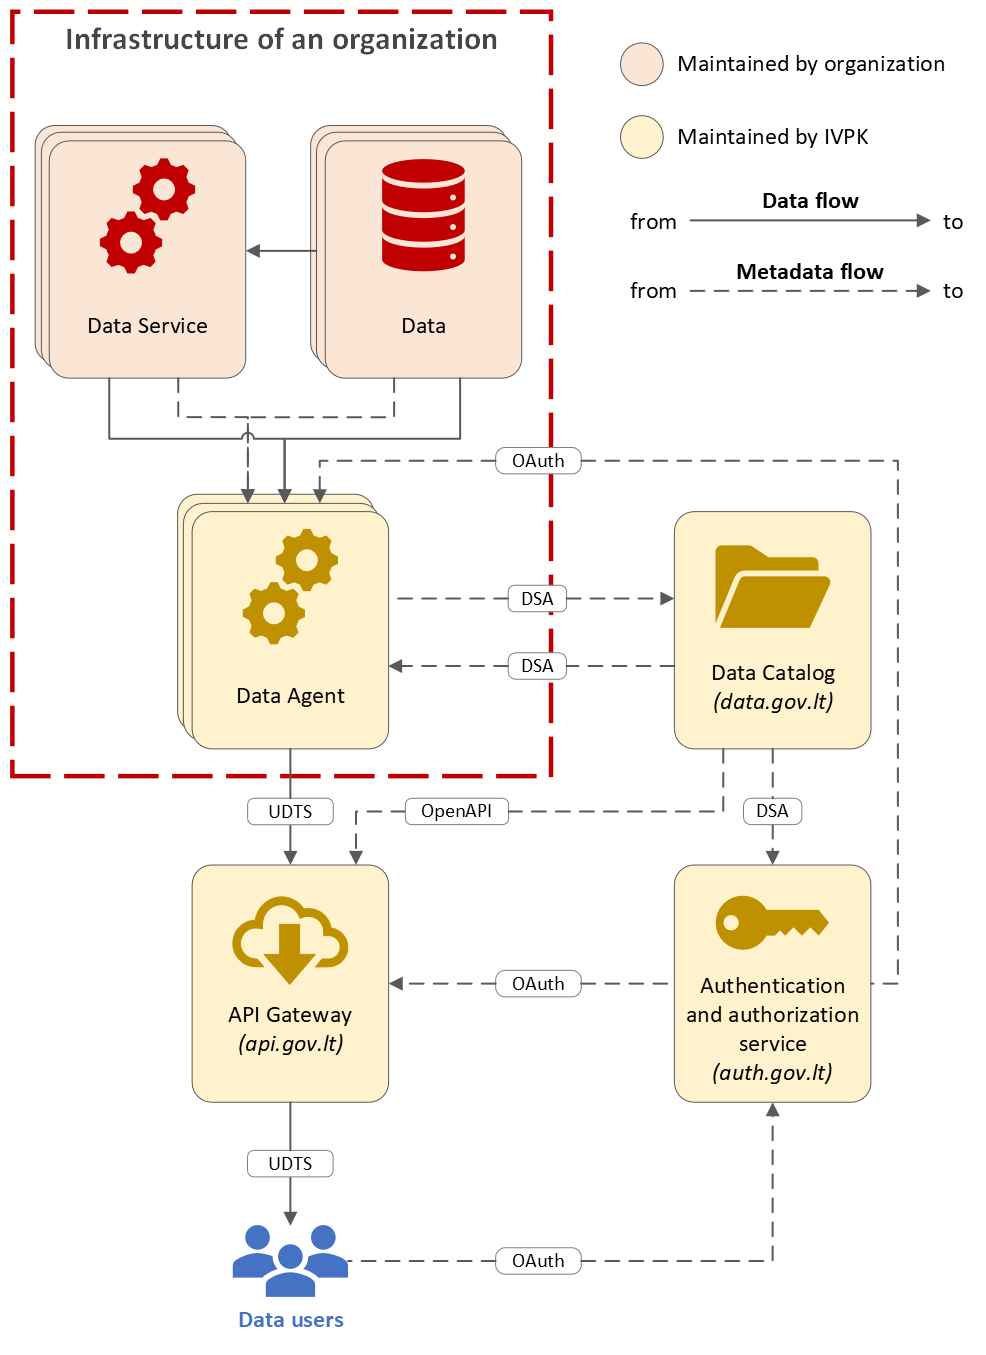 Infrastructure of an organization
Maintained by organization
Maintained by IVPK
Data flow
from
to
Metadata flow
from
to
Data Service
Data
OAuth
DSA
DSA
Data Agent
Data Catalog
(data.gov.lt)
UDTS
OpenAPI
DSA
API Gateway
(api.gov.lt)
OAuth
Authentication
and authorization
service
(auth.gov.lt)
UDTS
OAuth
Data users